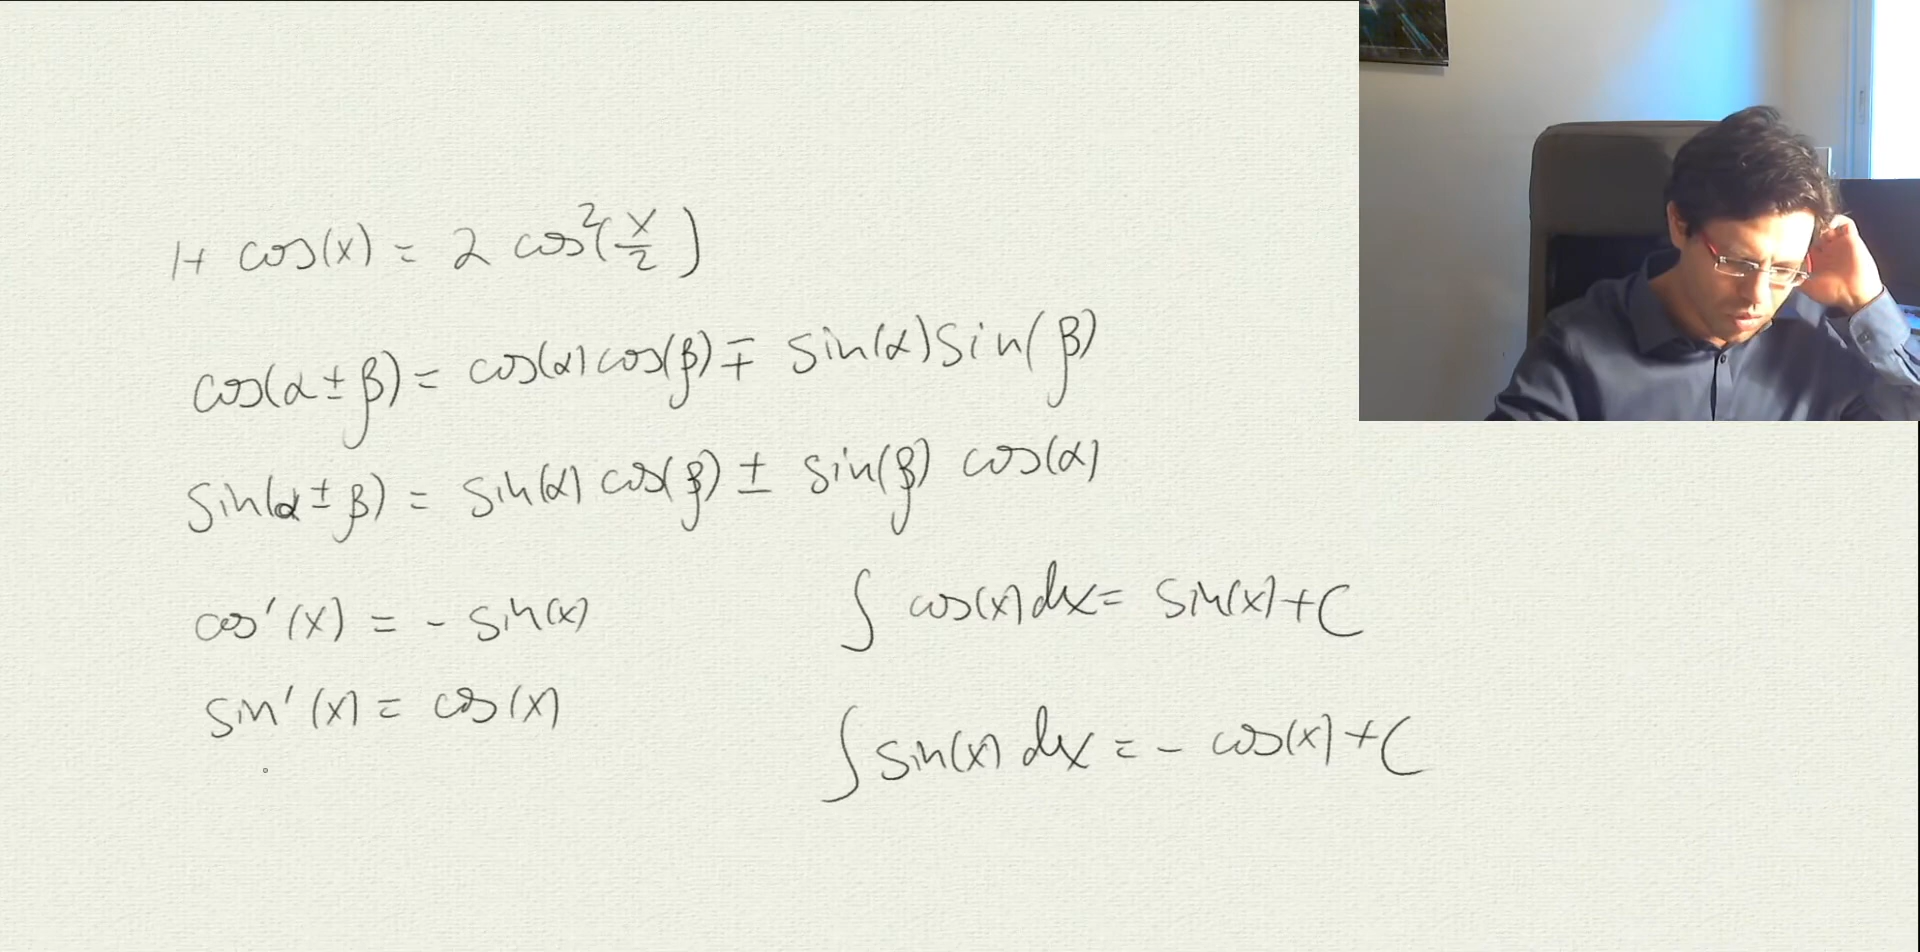 1+ cos(x) = 2 cos²(x/2)
cos(α ± β) = cos(α) cos(β) ∓ sin(α) sin(β)
sin(α ± β) = sin(α) cos(β) ± sin(β) cos(α)
cos'(x) = - sin(x)
∫ cos(x) dx = sin(x) + C
sin'(x) = cos(x)
∫ sin(x) dx = - cos(x) + C